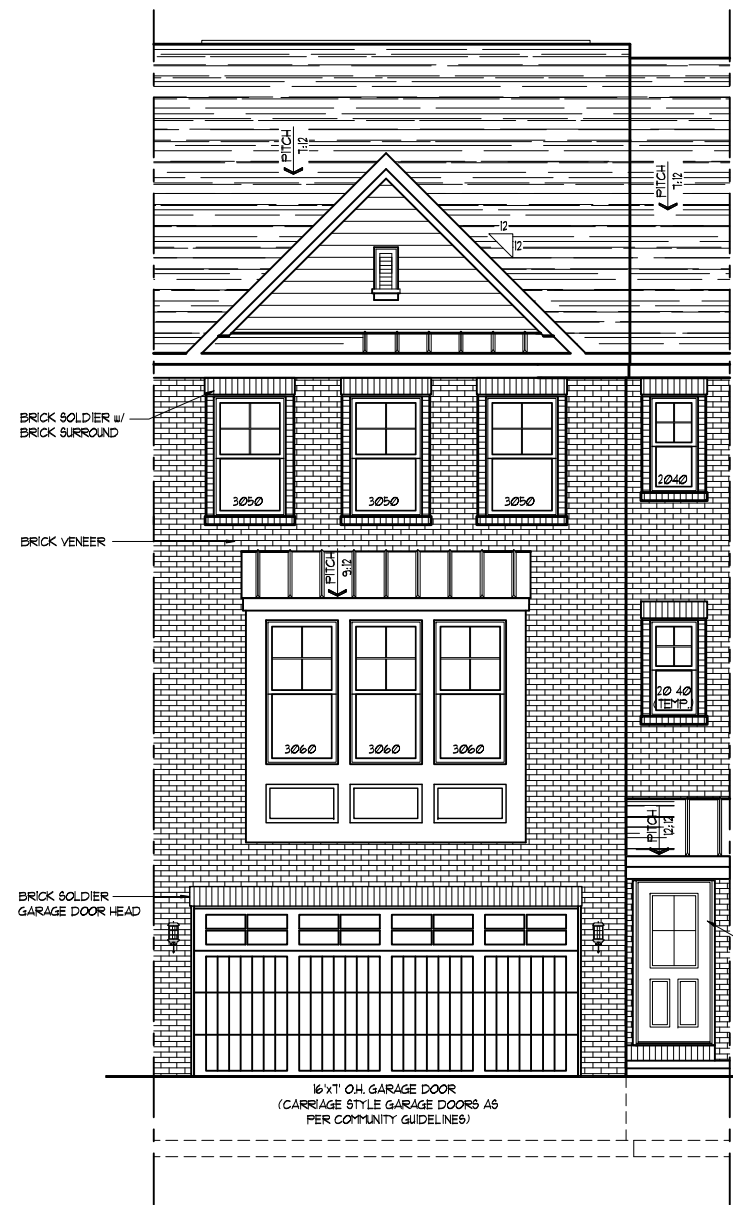 PITCH
7:12
PITCH
7:12
12
12
BRICK SOLDIER W/
BRICK SURROUND
3050
3050
3050
2040
BRICK VENEER
PITCH
9:12
20 40
(TEMP.)
3060
3060
3060
PITCH
12:12
BRICK SOLDIER
GARAGE DOOR HEAD
16'x7' O.H. GARAGE DOOR
(CARRIAGE STYLE GARAGE DOORS AS
PER COMMUNITY GUIDELINES)